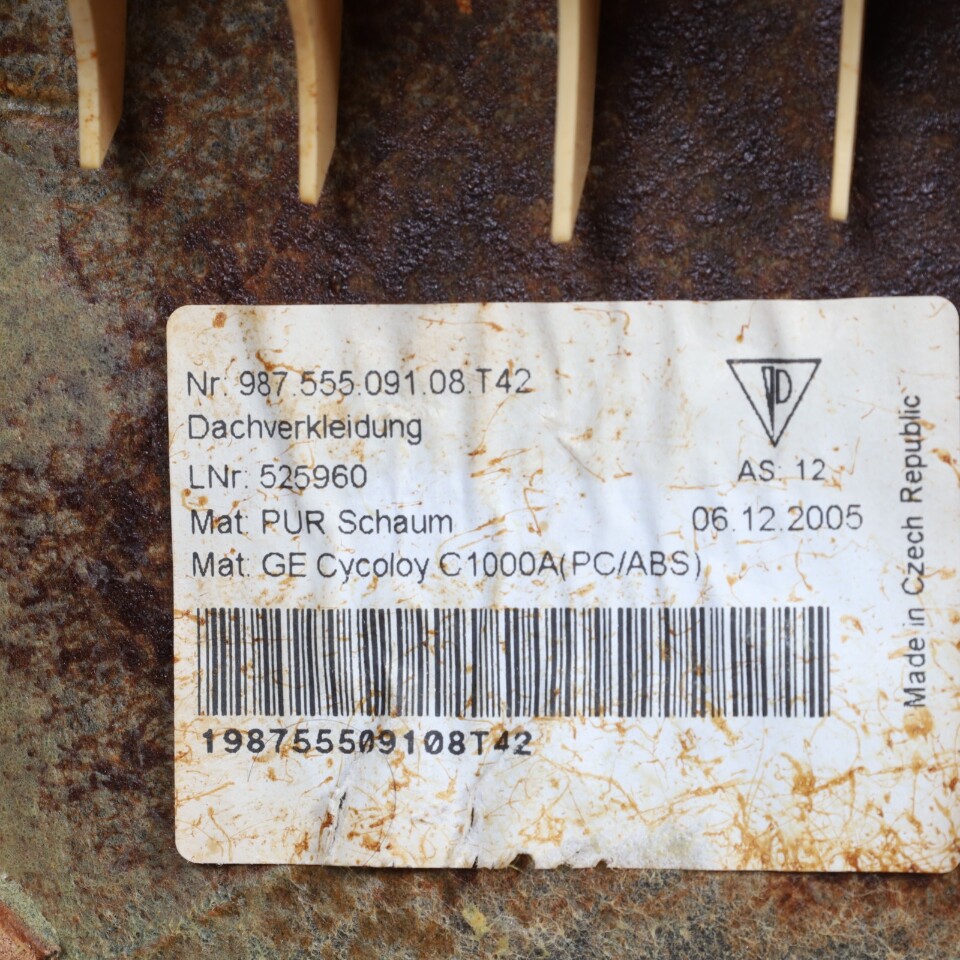 Nr: 987.555.091.08.T42
Dachverkleidung
LNr: 525960
Mat: PUR Schaum
Mat: GE Cycoloy C1000A(PC/ABS)
D
AS: 12
06.12.2005
198755509108T42
Made in Czech Republic